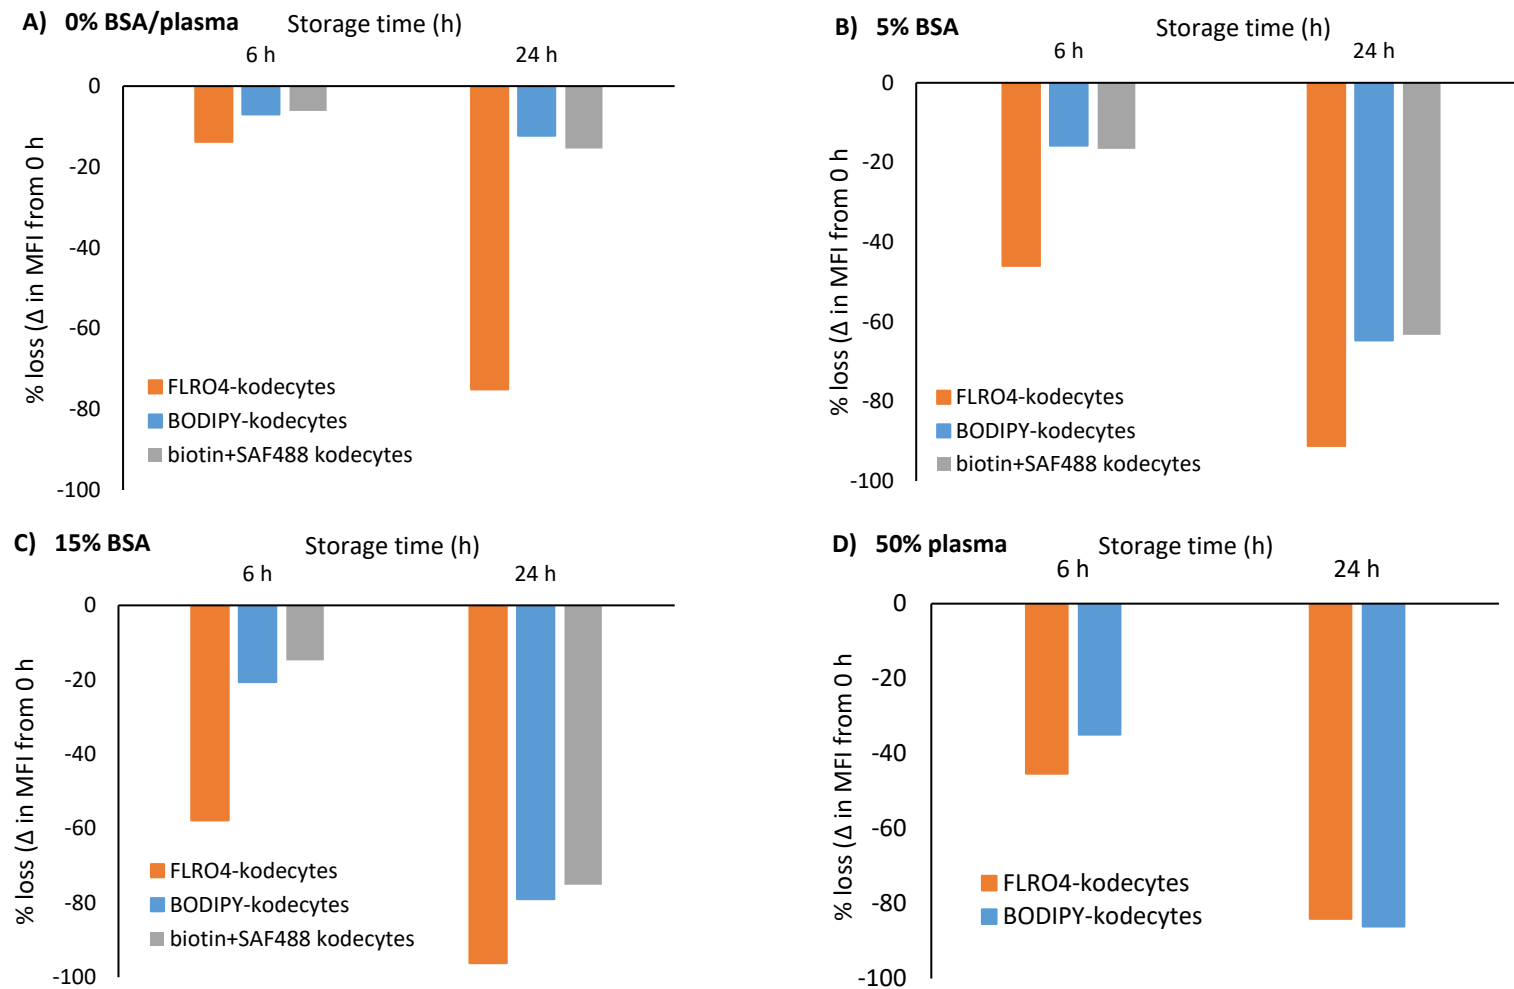 A) 0% BSA/plasma Storage time (h)
6 h 24 h
0
-20
-40
-60
-80
-100
% loss (Δ in MFI from 0 h
FLRO4-kodecytes
BODIPY-kodecytes
biotin+SAF488 kodecytes
B) 5% BSA Storage time (h)
6 h 24 h
0
-20
-40
-60
-80
-100
% loss (Δ in MFI from 0 h
FLRO4-kodecytes
BODIPY-kodecytes
biotin+SAF488 kodecytes
C) 15% BSA Storage time (h)
6 h 24 h
0
-20
-40
-60
-80
-100
% loss (Δ in MFI from 0 h
FLRO4-kodecytes
BODIPY-kodecytes
biotin+SAF488 kodecytes
D) 50% plasma Storage time (h)
6 h 24 h
0
-20
-40
-60
-80
-100
% loss (Δ in MFI from 0 h
FLRO4-kodecytes
BODIPY-kodecytes